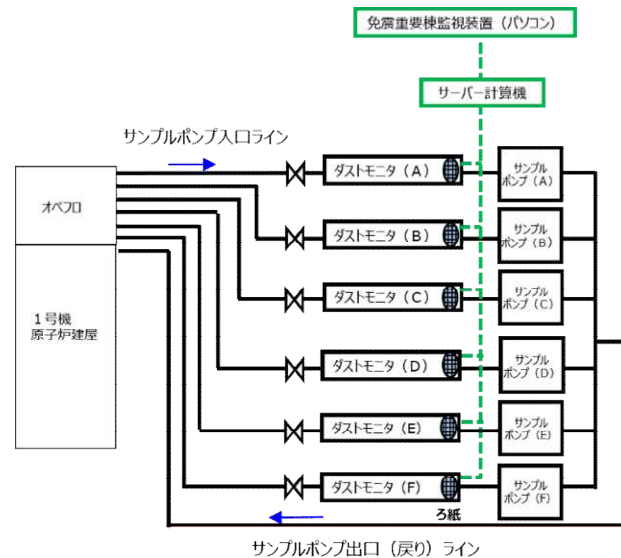 免震重要棟監視装置（パソコン）
サーバー計算機
サンプルポンプ入口ライン
オペフロ
1号機
原子炉建屋
ダストモニタ（A）
サンプル
ポンプ（A）
ダストモニタ（B）
サンプル
ポンプ（B）
ダストモニタ（C）
サンプル
ポンプ（C）
ダストモニタ（D）
サンプル
ポンプ（D）
ダストモニタ（E）
サンプル
ポンプ（E）
ダストモニタ（F）
サンプル
ポンプ（F）
ろ紙
サンプルポンプ出口（戻り）ライン